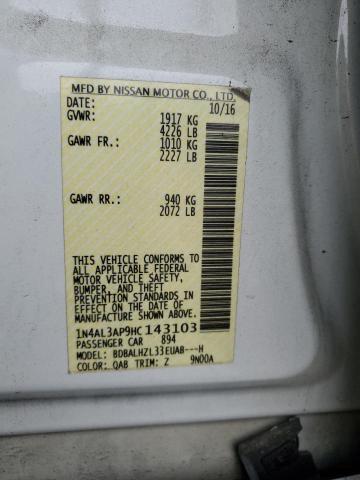 MFD BY NISSAN MOTOR CO., LTD.
DATE: 10/16
GVWR: 1917 KG
4226 LB
GAWR FR.: 1010 KG
2227 LB
GAWR RR.: 940 KG
2072 LB
THIS VEHICLE CONFORMS TO
ALL APPLICABLE FEDERAL
MOTOR VEHICLE SAFETY,
BUMPER, AND THEFT
PREVENTION STANDARDS
IN EFFECT ON THE DATE OF
MANUFACTURE SHOWN ABOVE.
1N4AL3AP9HC143103
PASSENGER CAR 894
MODEL: BDBALHZL33EUAB---H
COLOR: QAB TRIM: Z 9N00A